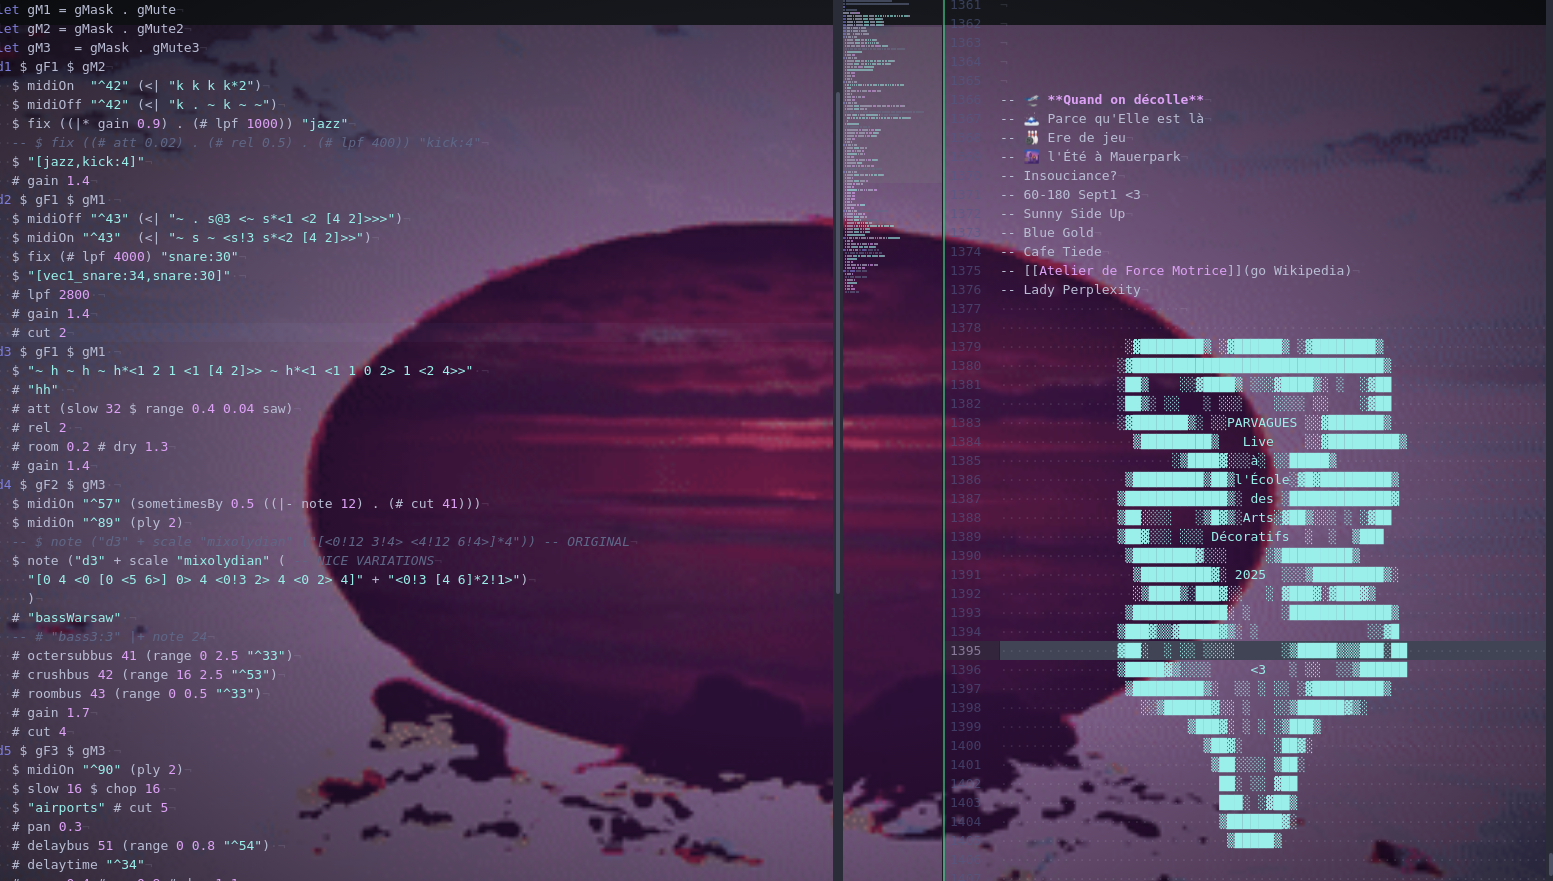 let gM1 = gMask . gMute
let gM2 = gMask . gMute2
let gM3   = gMask . gMute3
d1 $ gF1 $ gM2
$ midiOn  "^42" (<| "k k k k*2")
$ midiOff "^42" (<| "k . ~ k ~ ~")
$ fix ((|* gain 0.9) . (# lpf 1000)) "jazz"
-- $ fix ((# att 0.02) . (# rel 0.5) . (# lpf 400)) "kick:4"
$ "[jazz,kick:4]"
# gain 1.4
d2 $ gF1 $ gM1
$ midiOff "^43" (<| "~ . s@3 <~ s*<1 <2 [4 2]>>>")
$ midiOn "^43"  (<| "~ s ~ <s!3 s*<2 [4 2]>>")
$ fix (# lpf 4000) "snare:30"
$ "[vec1_snare:34,snare:30]"
# lpf 2800
# gain 1.4
# cut 2
d3 $ gF1 $ gM1
$ "~ h ~ h ~ h*<1 2 1 <1 [4 2]>> ~ h*<1 <1 1 0 2> 1 <2 4>>"
# "hh"
# att (slow 32 $ range 0.4 0.04 saw)
# rel 2
# room 0.2 # dry 1.3
# gain 1.4
d4 $ gF2 $ gM3
$ midiOn "^57" (sometimesBy 0.5 ((|- note 12) . (# cut 41)))
$ midiOn "^89" (ply 2)
-- $ note ("d3" + scale "mixolydian" "[<0!12 3!4> <4!12 6!4>]*4")) -- ORIGINAL
$ note ("d3" + scale "mixolydian" ( VARIATIONS
"[0 4 <0 [0 <5 6>] 0> 4 <0!3 2> 4 <0 2> 4]" + "<0!3 [4 6]*2!1>")
)
# "bassWarsaw"
-- # "bass3:3" |+ note 24
# octersubbus 41 (range 0 2.5 "^33")
# crushbus 42 (range 16 2.5 "^53")
# roombus 43 (range 0 0.5 "^33")
# gain 1.7
# cut 4
d5 $ gF3 $ gM3
$ midiOn "^90" (ply 2)
$ slow 16 $ chop 16
$ "airports" # cut 5
# pan 0.3
# delaybus 51 (range 0 0.8 "^54")
# delaytime "^34"
1361
1362
1363
1364
1365
-- 🛫 **Quand on décolle**
-- 🗻 Parce qu'Elle est là
-- 🎳 Ere de jeu
-- 🌆 l'Été à Mauerpark
-- Insouciance?
-- 60-180 Sept1 <3
-- Sunny Side Up
-- Blue Gold
1374 -- Cafe Tiede
1375 -- [[Atelier de Force Motrice]](go Wikipedia)
1376 -- Lady Perplexity
1377
1378
1379
1380
1381
1382
1383 PARVAGUES
1384 Live
1385 à
1386 l'École
1387 des
1388 Arts
1389 Décoratifs
1390
1391 2025
1392
1393
1394
1395
1396 <3
1397
1398
1399
1400
1401
1402
1403
1404